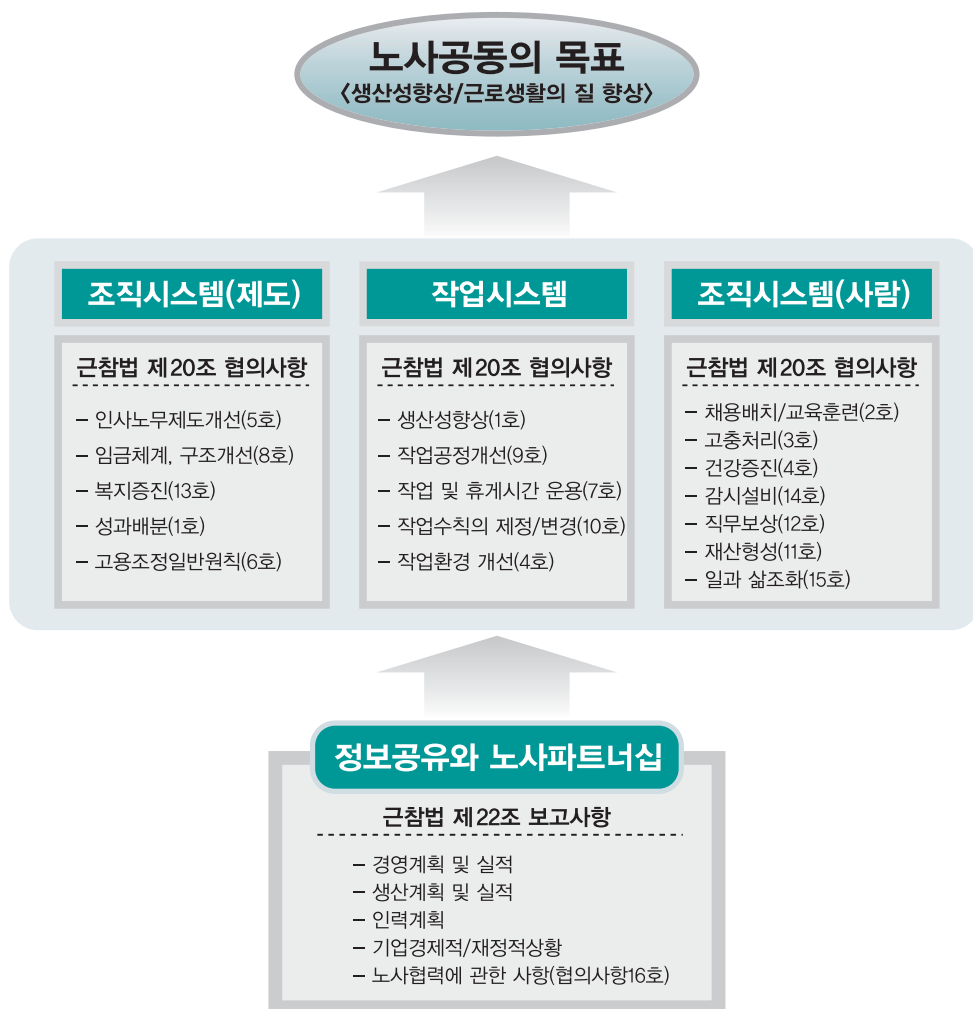 노사공동의 목표
〈생산성향상/근로생활의 질 향상〉
조직시스템(제도)
근참법 제20조 협의사항
– 인사노무제도개선(5호)
– 임금체계, 구조개선(8호)
– 복지증진(13호)
– 성과배분(1호)
– 고용조정일반원칙(6호)
작업시스템
근참법 제20조 협의사항
– 생산성향상(1호)
– 작업공정개선(9호)
– 작업 및 휴게시간 운용(7호)
– 작업수칙의 제정/변경(10호)
– 작업환경 개선(4호)
조직시스템(사람)
근참법 제20조 협의사항
– 채용배치/교육훈련(2호)
– 고충처리(3호)
– 건강증진(4호)
– 감시설비(14호)
– 직무보상(12호)
– 재산형성(11호)
– 일과 삶조화(15호)
정보공유와 노사파트너십
근참법 제22조 보고사항
– 경영계획 및 실적
– 생산계획 및 실적
– 인력계획
– 기업경제적/재정적상황
– 노사협력에 관한 사항(협의사항16호)